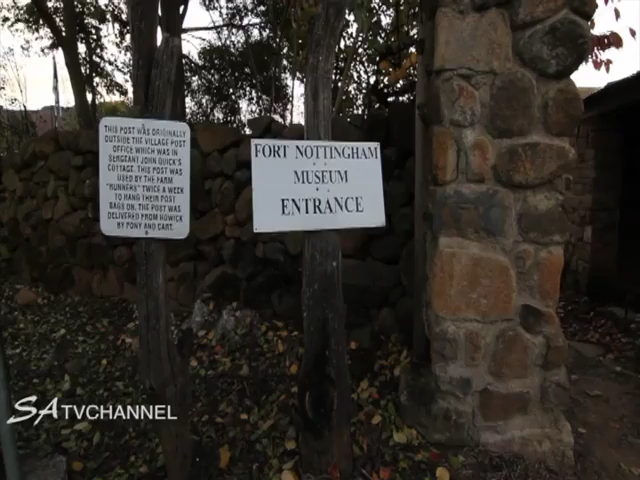 THIS POST WAS ORIGINALLY
OUTSIDE THE VILLAGE POST
OFFICE WHICH WAS IN
SERGEANT JOHN QUICK'S
COTTAGE. THIS POST WAS
USED BY THE FARM
"RUNNERS" TWICE A WEEK
TO HANG THEIR POST
BAGS ON. THE POST WAS
DELIVERED FROM HOWICK
BY PONY AND CART.
FORT NOTTINGHAM
MUSEUM
ENTRANCE
SATVCHANNEL